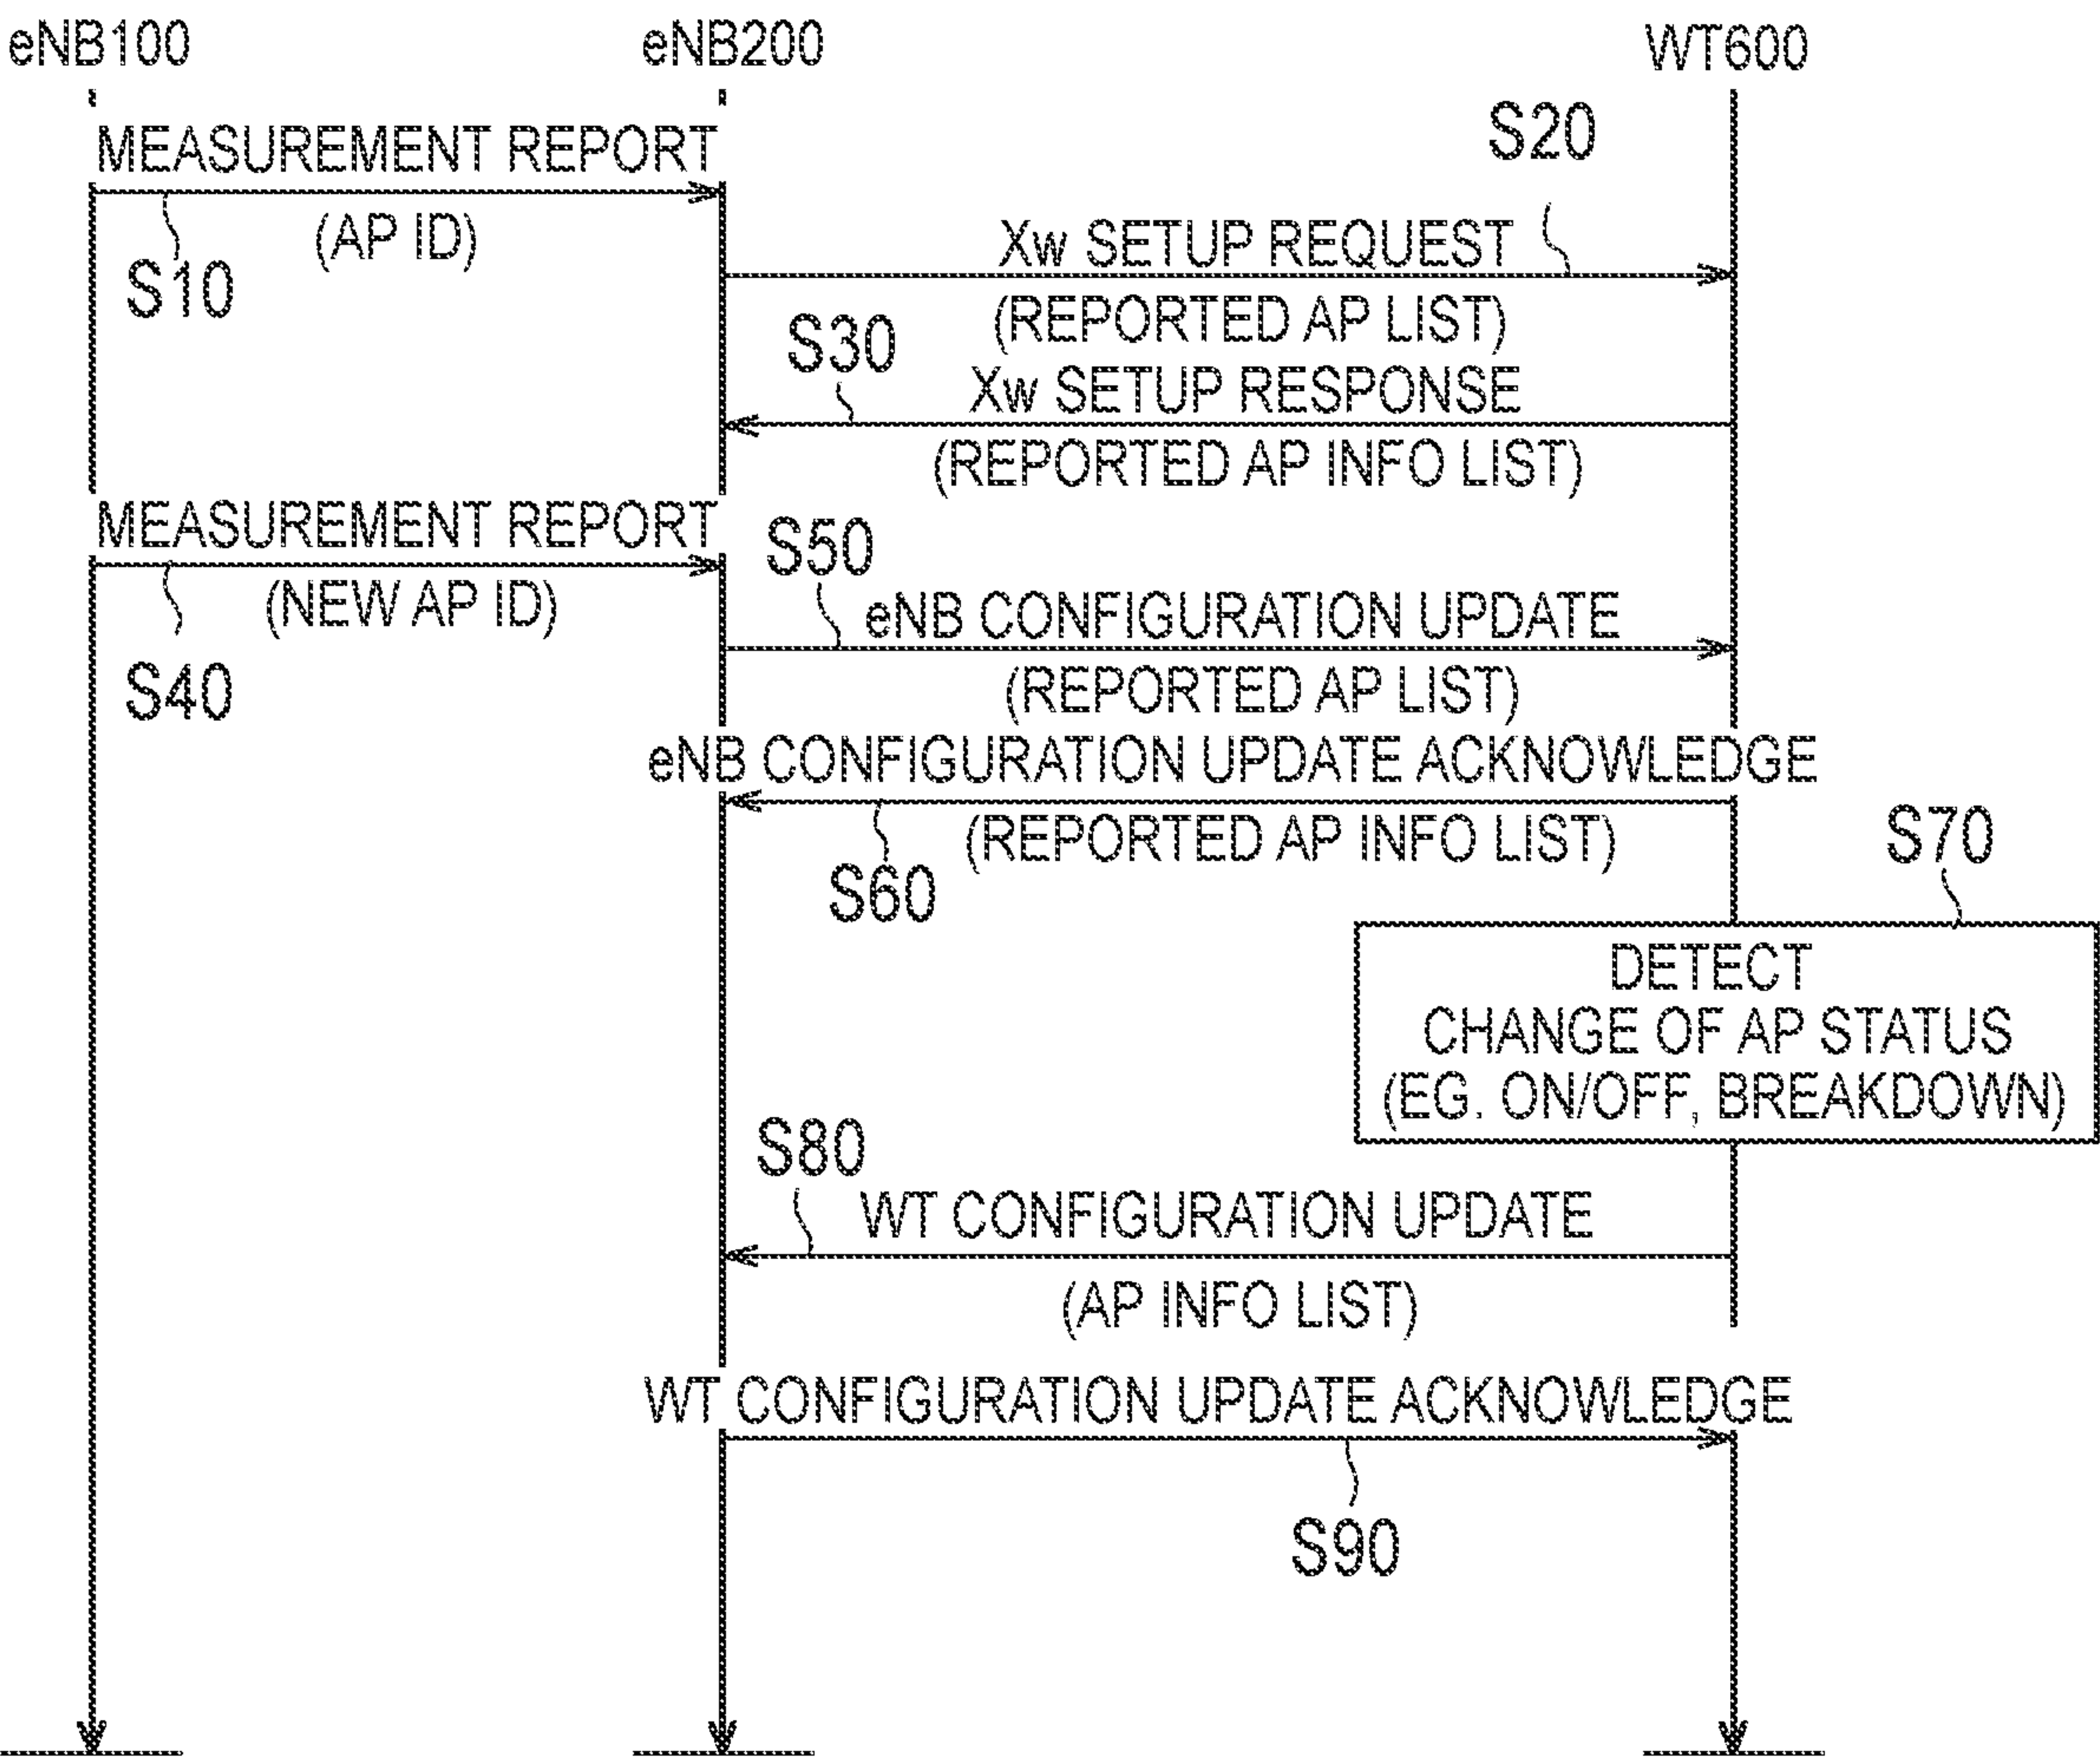 eNB100
eNB200
WT600
MEASUREMENT REPORT
(AP ID)
S10
S20
Xw SETUP REQUEST
(REPORTED AP LIST)
S30
Xw SETUP RESPONSE
(REPORTED AP INFO LIST)
MEASUREMENT REPORT
(NEW AP ID)
S40
S50
eNB CONFIGURATION UPDATE
(REPORTED AP LIST)
eNB CONFIGURATION UPDATE ACKNOWLEDGE
(REPORTED AP INFO LIST)
S60
S70
DETECT
CHANGE OF AP STATUS
(EG. ON/OFF, BREAKDOWN)
S80
WT CONFIGURATION UPDATE
(AP INFO LIST)
WT CONFIGURATION UPDATE ACKNOWLEDGE
S90